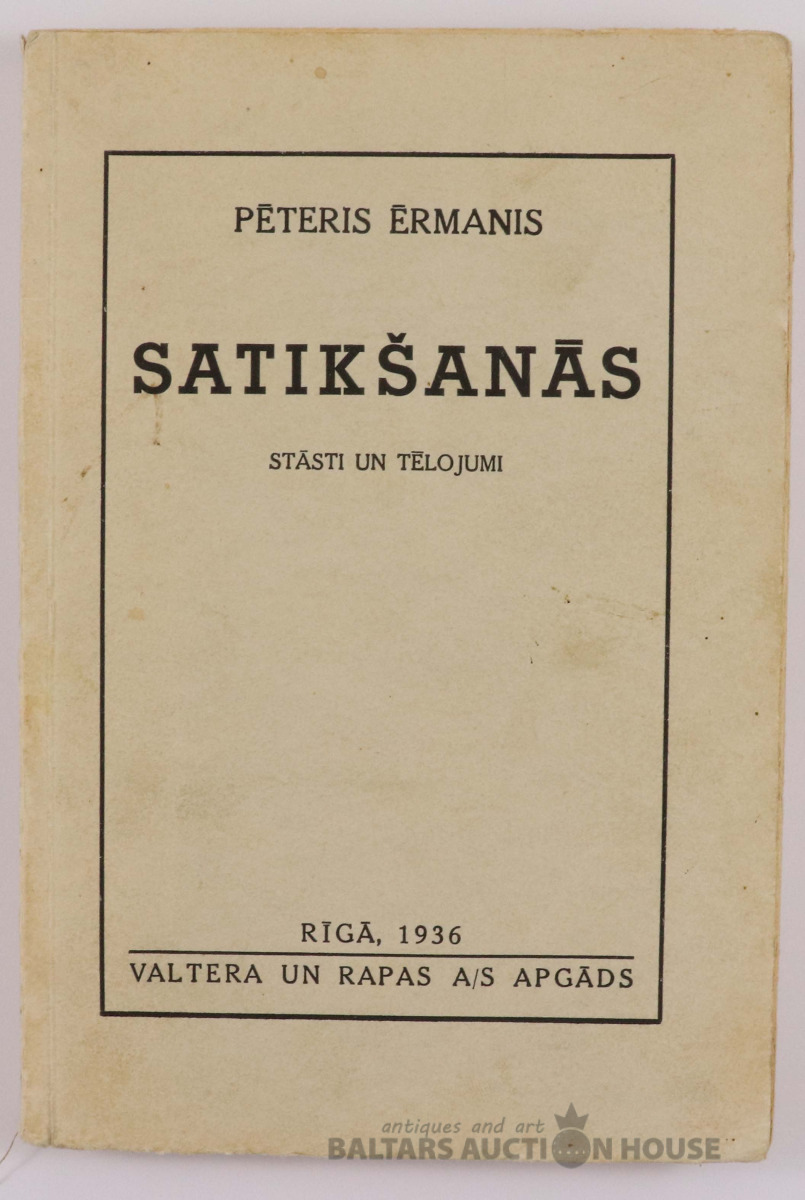 PĒTERIS ĒRMANIS
SATIKŠANĀS
STĀSTI UN TĒLOJUMI
RĪGĀ, 1936
VALTERA UN RAPAS A/S APGĀDS
antiques and art
BALTARS AUCTION HOUSE